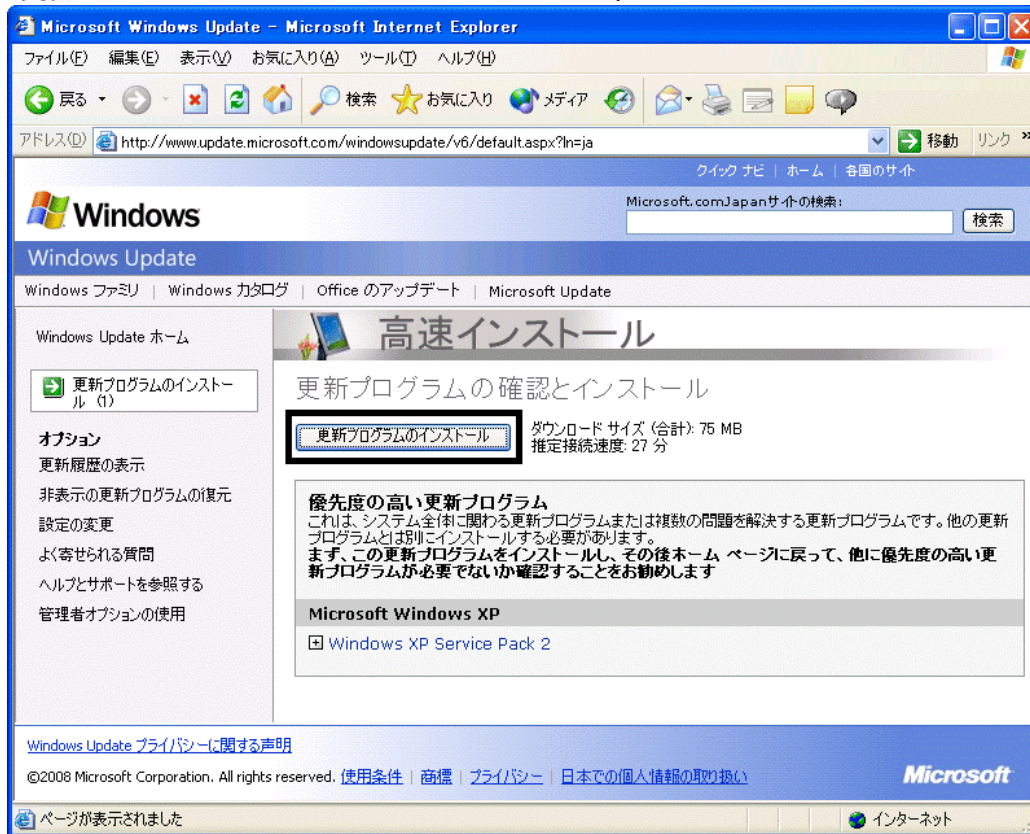 Microsoft Windows Update - Microsoft Internet Explorer
ファイル(F) 編集(E) 表示(V) お気に入り(A) ツール(T) ヘルプ(H)
戻る 検索 お気に入り メディア
アドレス(D) http://www.update.microsoft.com/windowsupdate/v6/default.aspx?ln=ja 移動 リンク »
クイック ナビ | ホーム | 各国のサイト
Windows
Microsoft.comJapanサイトの検索:
検索
Windows Update
Windows ファミリ | Windows カタログ | Office のアップデート | Microsoft Update
Windows Update ホーム
更新プログラムのインストー
ル (1)
オプション
更新履歴の表示
非表示の更新プログラムの復元
設定の変更
よく寄せられる質問
ヘルプとサポートを参照する
管理者オプションの使用
高速インストール
更新プログラムの確認とインストール
更新プログラムのインストール
ダウンロード サイズ (合計): 75 MB
推定接続速度: 27 分
優先度の高い更新プログラム
これは、システム全体に関わる更新プログラムまたは複数の問題を解決する更新プログラムです。他の更新
プログラムとは別にインストールする必要があります。
まず、この更新プログラムをインストールし、その後ホーム ページに戻って、他に優先度の高い更
新プログラムが必要でないか確認することをお勧めします
Microsoft Windows XP
Windows XP Service Pack 2
Windows Update プライバシーに関する声明
©2008 Microsoft Corporation. All rights reserved. 使用条件 | 商標 | プライバシー | 日本での個人情報の取り扱い
Microsoft
ページが表示されました
インターネット